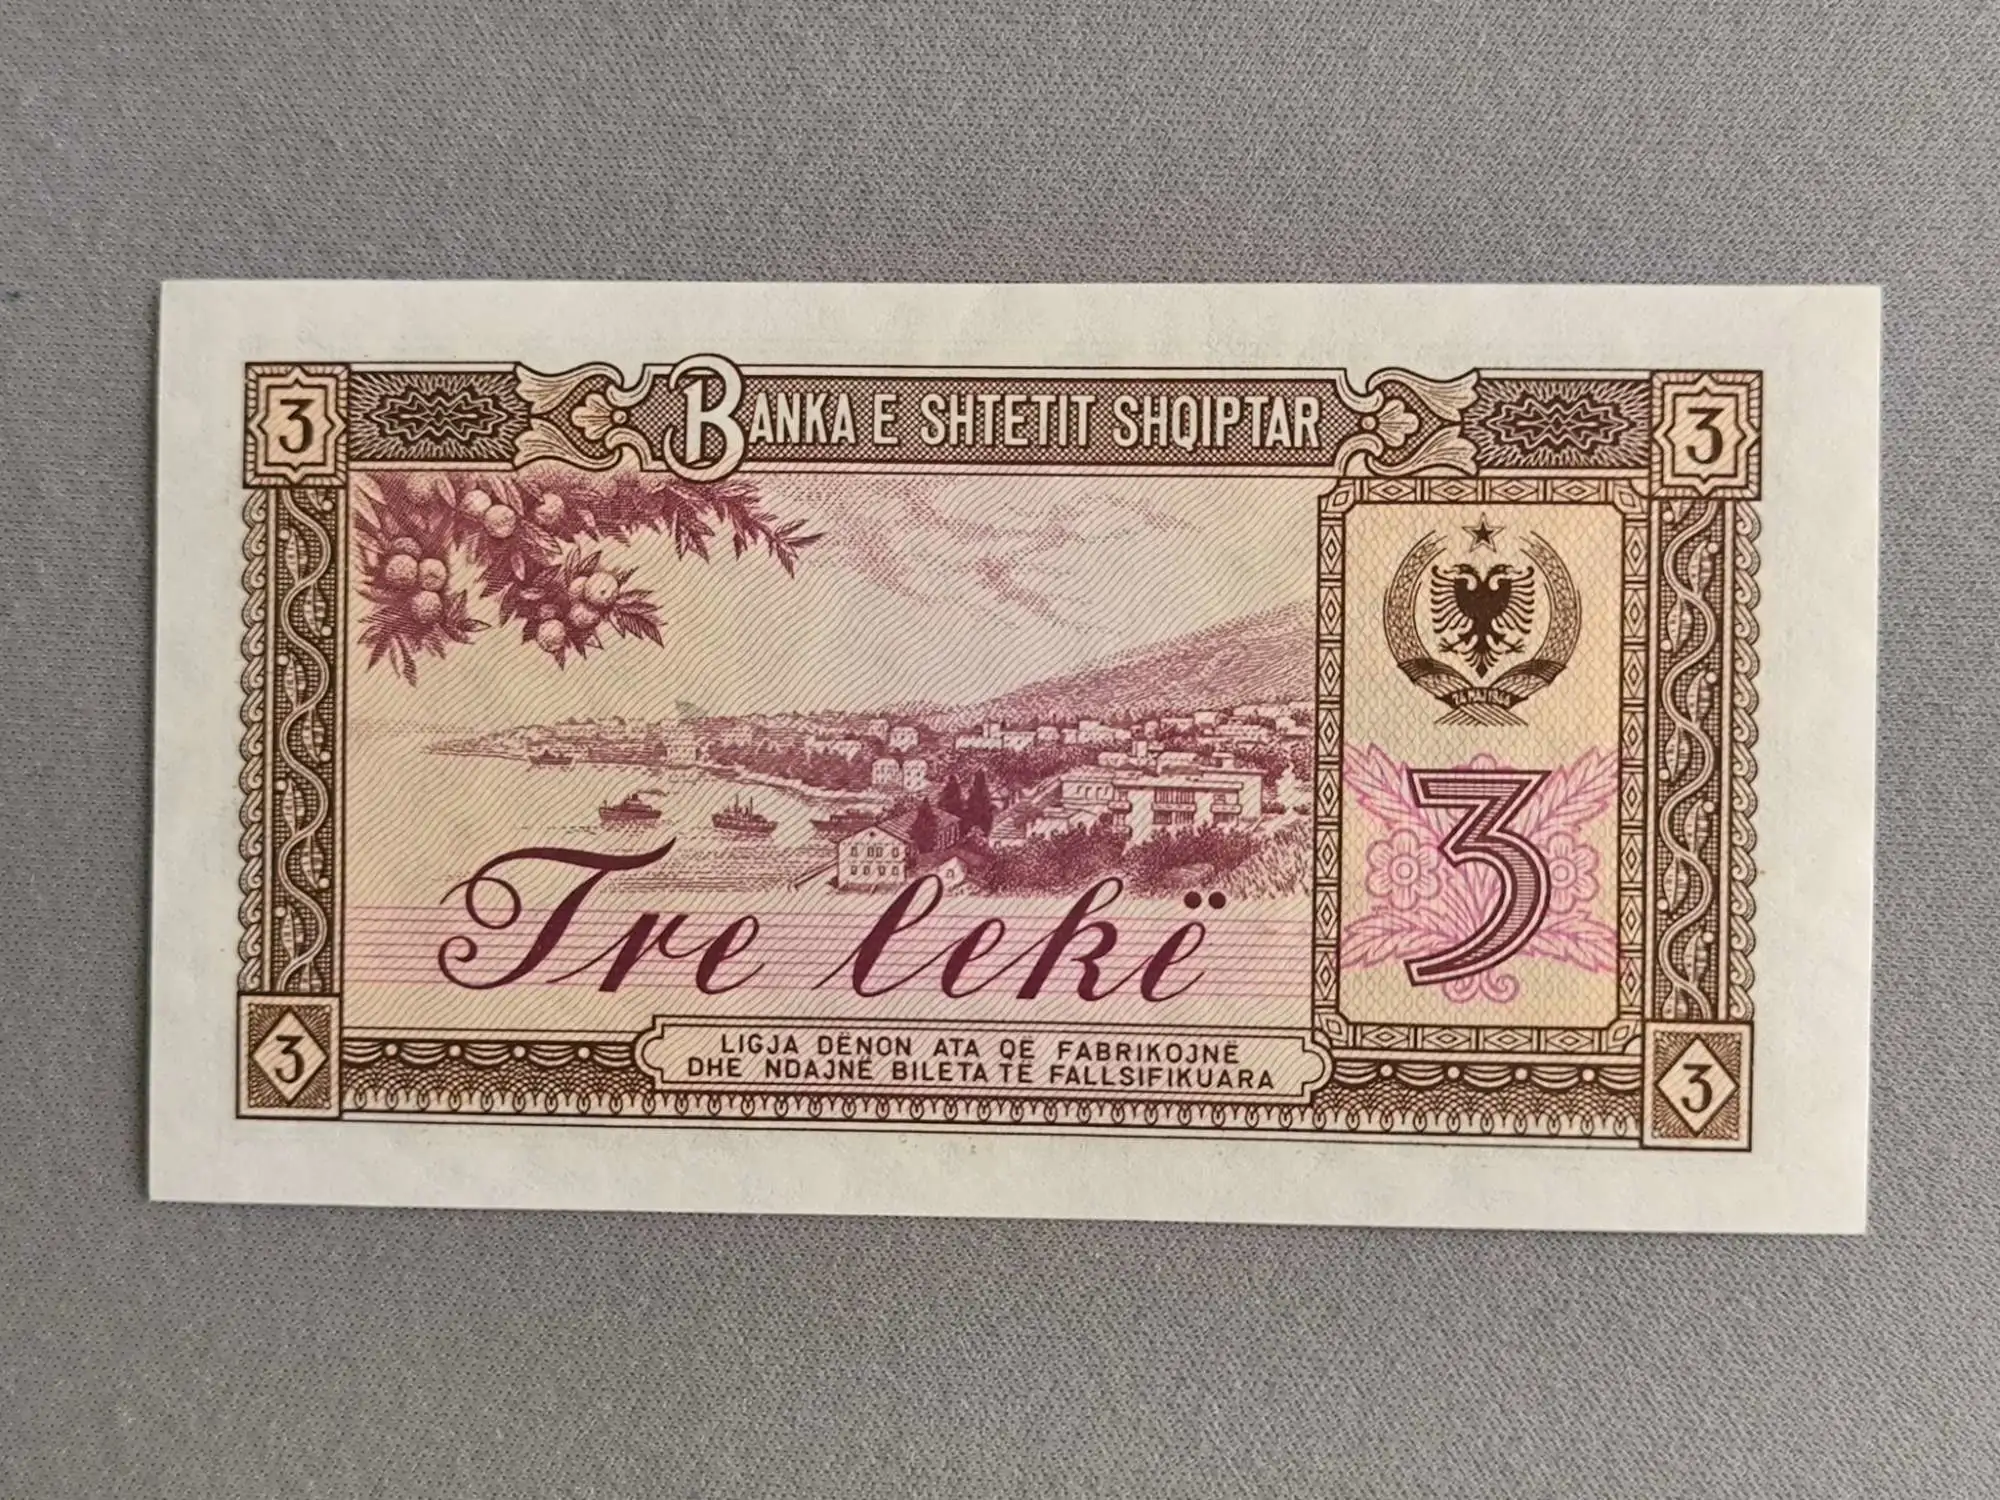 3
BANKA E SHTETIT SHQIPTAR
3
Tre lekë
3
3
LIGJA DËNON ATA QË FABRIKOJNË
DHE NDAJNË BILETA TË FALLSIFIKUARA
3